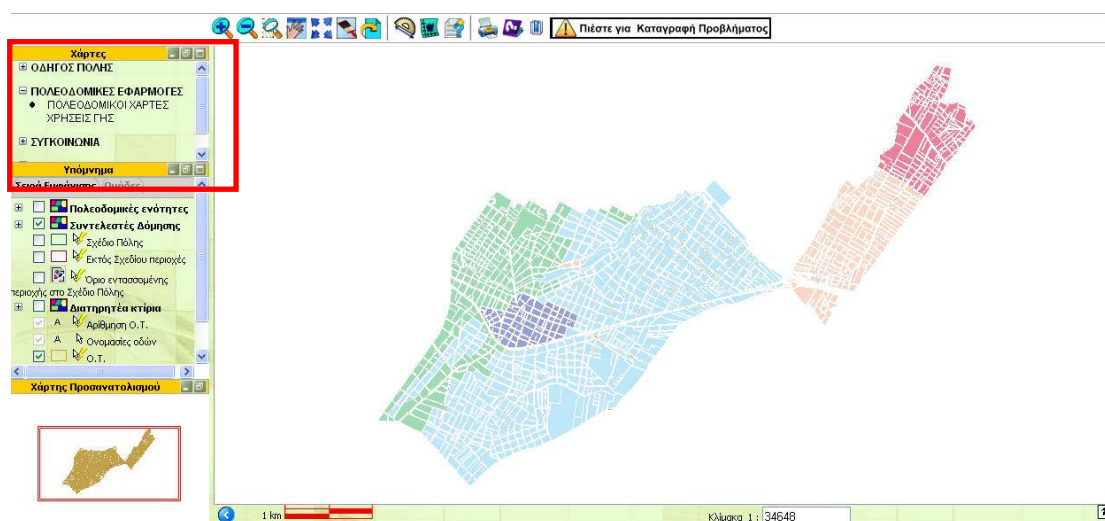 Πιέστε για Καταγραφή Προβλήματος
Χάρτες
ΟΔΗΓΟΣ ΠΟΛΗΣ
ΠΟΛΕΟΔΟΜΙΚΕΣ ΕΦΑΡΜΟΓΕΣ
ΠΟΛΕΟΔΟΜΙΚΟΙ ΧΑΡΤΕΣ
ΧΡΗΣΕΙΣ ΓΗΣ
ΣΥΓΚΟΙΝΩΝΙΑ
Υπόμνημα
Σειρά Εμφάνισης Ομάδες
Πολεοδομικές ενότητες
Συντελεστές Δόμησης
Σχέδιο Πόλης
Εκτός Σχεδίου περιοχές
Όριο εντασσομένης
περιοχής στο Σχέδιο Πόλης
Διατηρητέα κτίρια
A Αρίθμηση Ο.Τ.
A Ονομασίες οδών
Ο.Τ.
Χάρτης Προσανατολισμού
1 km
Κλίμακα 1 : 34648